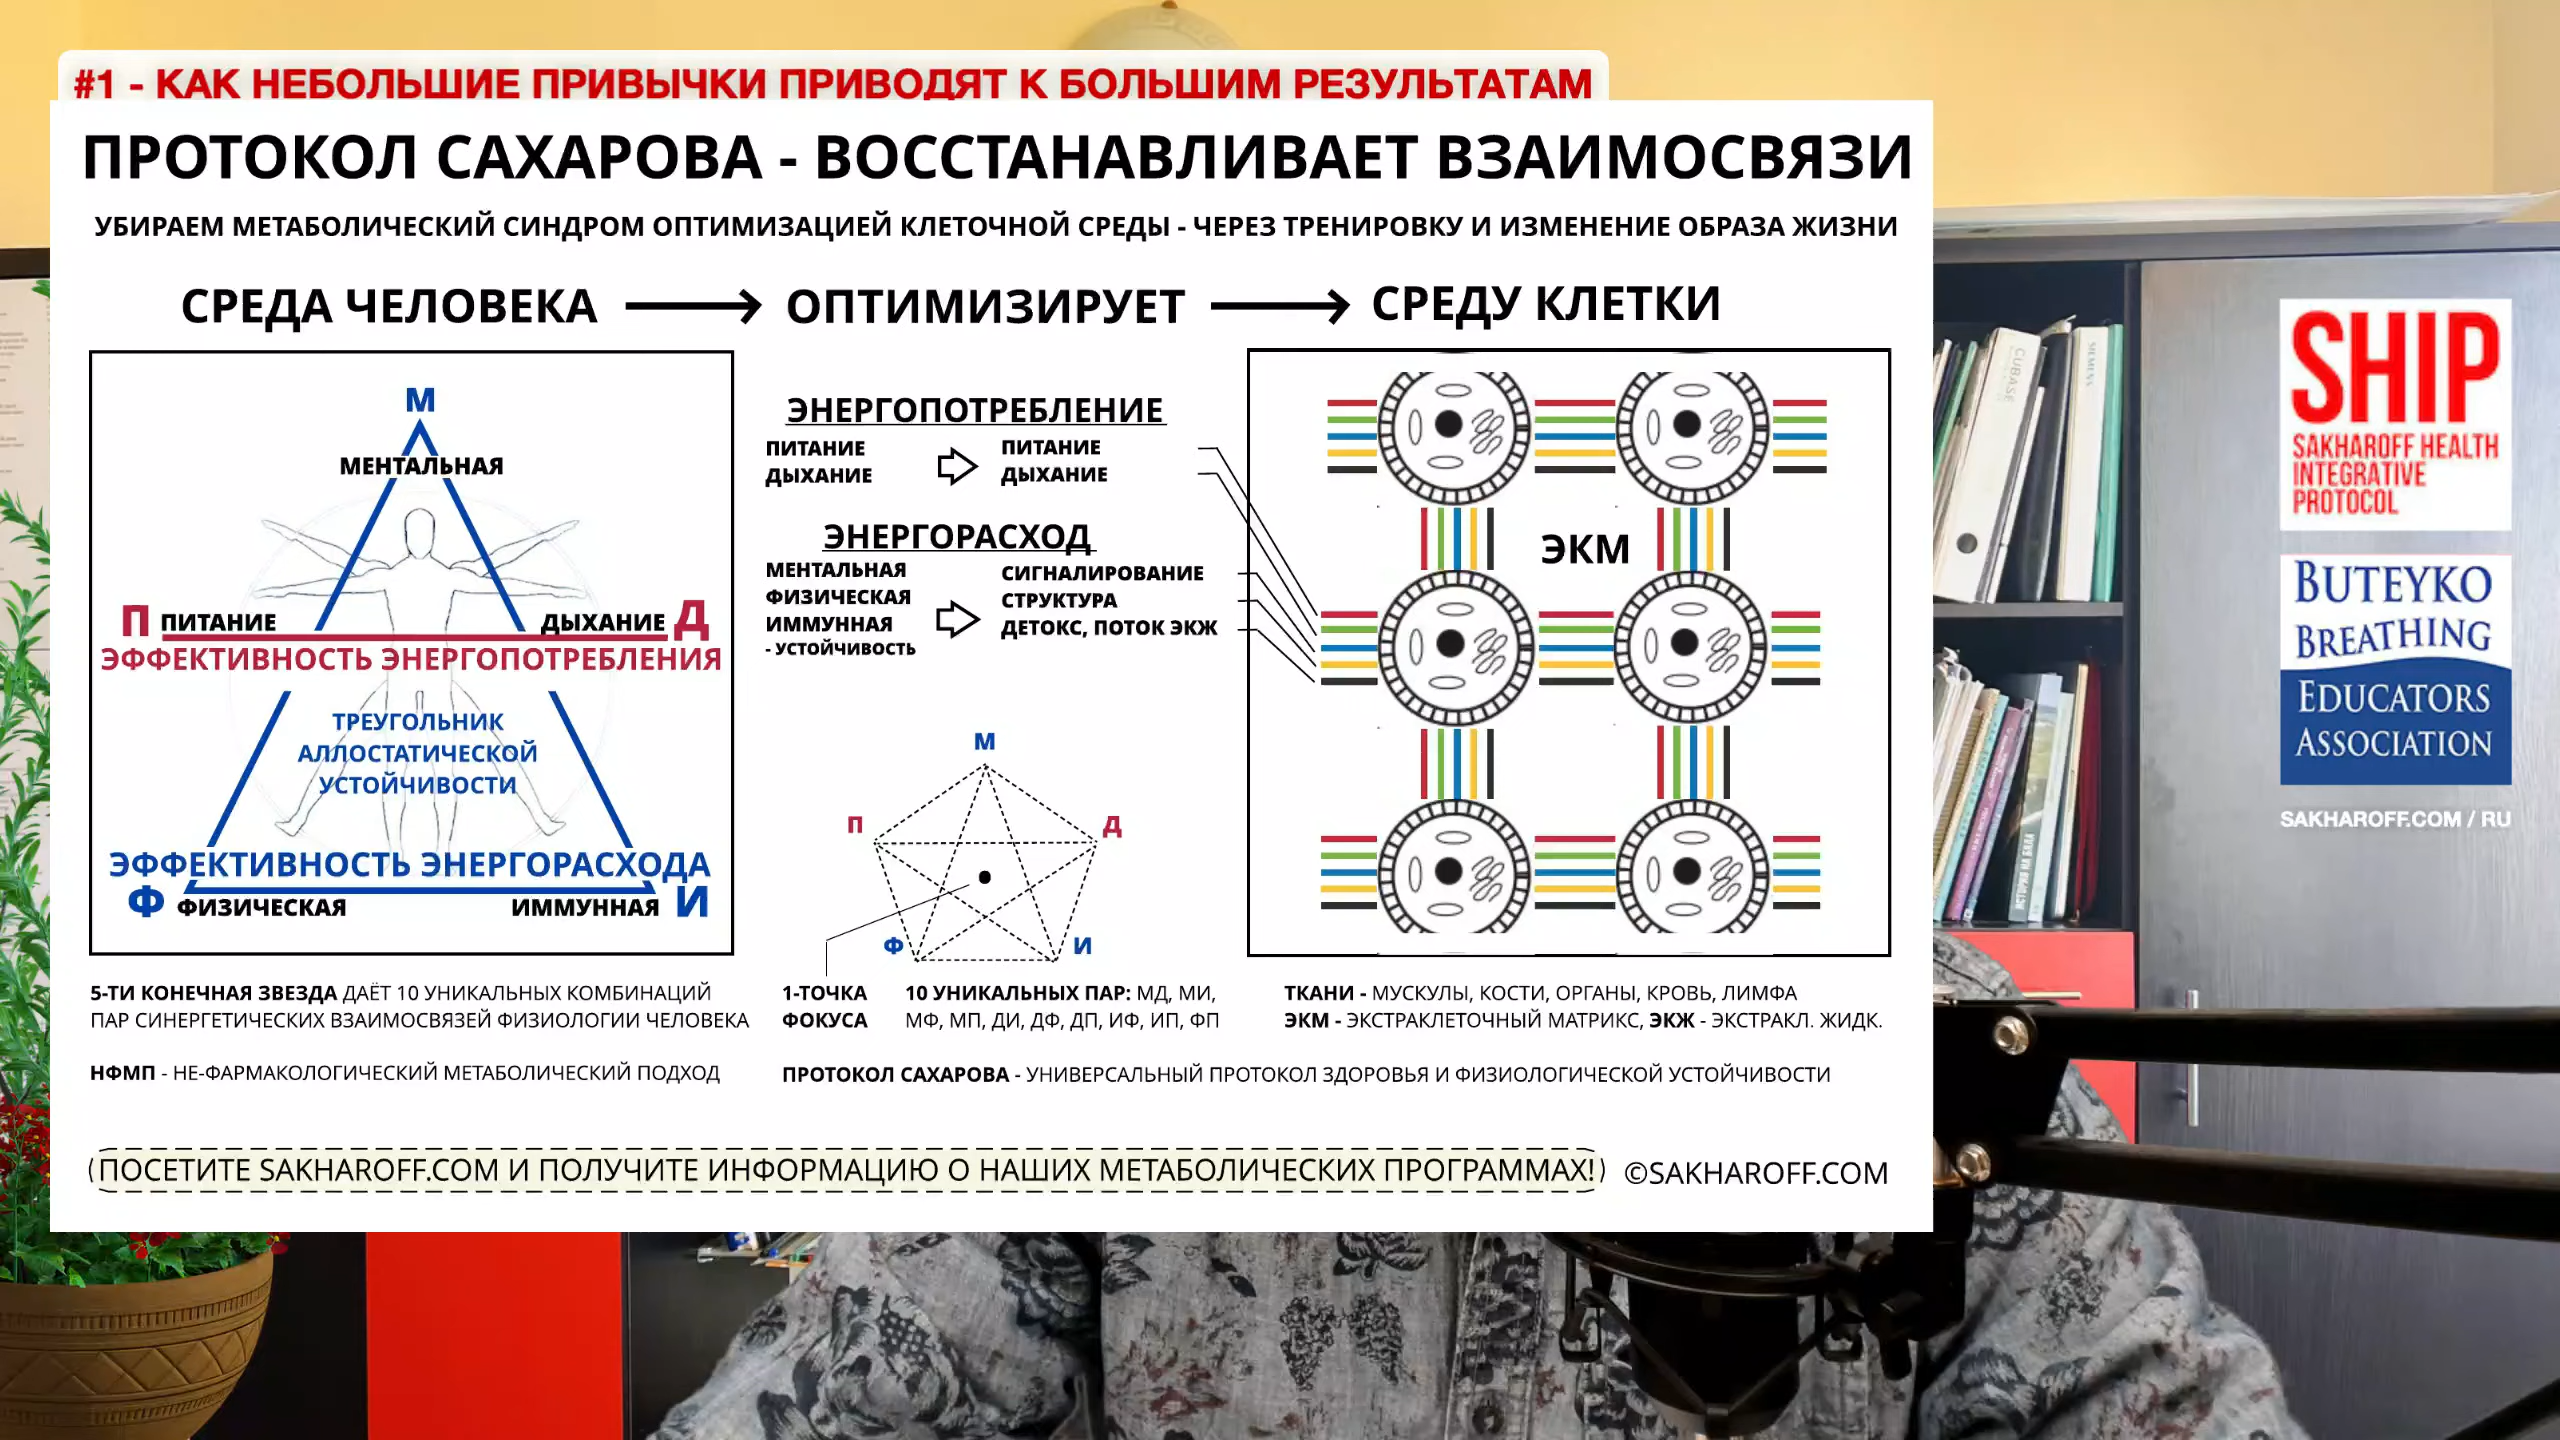 #1 - КАК НЕБОЛЬШИЕ ПРИВЫЧКИ ПРИВОДЯТ К БОЛЬШИМ РЕЗУЛЬТАТАМ
ПРОТОКОЛ САХАРОВА - ВОССТАНАВЛИВАЕТ ВЗАИМОСВЯЗИ
УБИРАЕМ МЕТАБОЛИЧЕСКИЙ СИНДРОМ ОПТИМИЗАЦИЕЙ КЛЕТОЧНОЙ СРЕДЫ - ЧЕРЕЗ ТРЕНИРОВКУ И ИЗМЕНЕНИЕ ОБРАЗА ЖИЗНИ
СРЕДА ЧЕЛОВЕКА → ОПТИМИЗИРУЕТ → СРЕДУ КЛЕТКИ
М
МЕНТАЛЬНАЯ
П ПИТАНИЕ
ДЫХАНИЕ Д
ЭФФЕКТИВНОСТЬ ЭНЕРГОПОТРЕБЛЕНИЯ
ТРЕУГОЛЬНИК
АЛЛОСТАТИЧЕСКОЙ
УСТОЙЧИВОСТИ
ЭФФЕКТИВНОСТЬ ЭНЕРГОРАСХОДА
Ф ФИЗИЧЕСКАЯ
ИММУННАЯ И
ЭНЕРГОПОТРЕБЛЕНИЕ
ПИТАНИЕ
ДЫХАНИЕ
ПИТАНИЕ
ДЫХАНИЕ
ЭНЕРГОРАСХОД
МЕНТАЛЬНАЯ
ФИЗИЧЕСКАЯ
ИММУННАЯ
- УСТОЙЧИВОСТЬ
СИГНАЛИРОВАНИЕ
СТРУКТУРА
ДЕТОКС, ПОТОК ЭКЖ
М
П
Д
Ф
И
ЭКМ
5-ТИ КОНЕЧНАЯ ЗВЕЗДА ДАЁТ 10 УНИКАЛЬНЫХ КОМБИНАЦИЙ
ПАР СИНЕРГЕТИЧЕСКИХ ВЗАИМОСВЯЗЕЙ ФИЗИОЛОГИИ ЧЕЛОВЕКА
1-ТОЧКА
ФОКУСА
10 УНИКАЛЬНЫХ ПАР: МД, МИ,
МФ, МП, ДИ, ДФ, ДП, ИФ, ИП, ФП
ТКАНИ - МУСКУЛЫ, КОСТИ, ОРГАНЫ, КРОВЬ, ЛИМФА
ЭКМ - ЭКСТРАКЛЕТОЧНЫЙ МАТРИКС, ЭКЖ - ЭКСТРАКЛ. ЖИДК.
НФМП - НЕ-ФАРМАКОЛОГИЧЕСКИЙ МЕТАБОЛИЧЕСКИЙ ПОДХОД
ПРОТОКОЛ САХАРОВА - УНИВЕРСАЛЬНЫЙ ПРОТОКОЛ ЗДОРОВЬЯ И ФИЗИОЛОГИЧЕСКОЙ УСТОЙЧИВОСТИ
ПОСЕТИТЕ SAKHAROFF.COM И ПОЛУЧИТЕ ИНФОРМАЦИЮ О НАШИХ МЕТАБОЛИЧЕСКИХ ПРОГРАММАХ!
©SAKHAROFF.COM
SHIP
SAKHAROFF HEALTH
INTEGRATIVE
PROTOCOL
BUTEYKO
BREATHING
EDUCATORS
ASSOCIATION
SAKHAROFF.COM / RU
CUBASE
SIEMENS